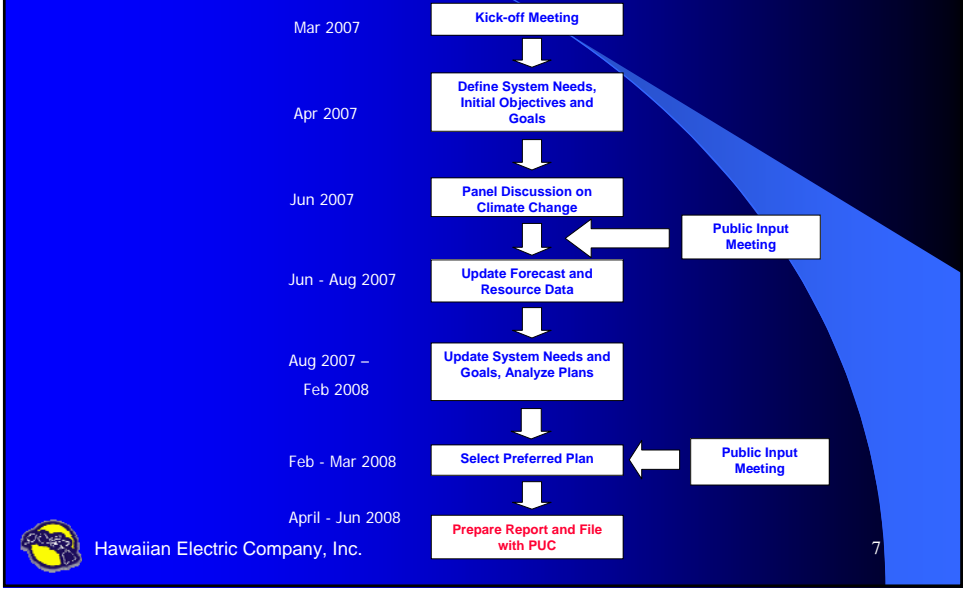 Mar 2007
Kick-off Meeting
Apr 2007
Define System Needs,
Initial Objectives and
Goals
Jun 2007
Panel Discussion on
Climate Change
Public Input
Meeting
Jun - Aug 2007
Update Forecast and
Resource Data
Aug 2007 –
Feb 2008
Update System Needs and
Goals, Analyze Plans
Feb - Mar 2008
Select Preferred Plan
Public Input
Meeting
April - Jun 2008
Prepare Report and File
with PUC
Hawaiian Electric Company, Inc.
7